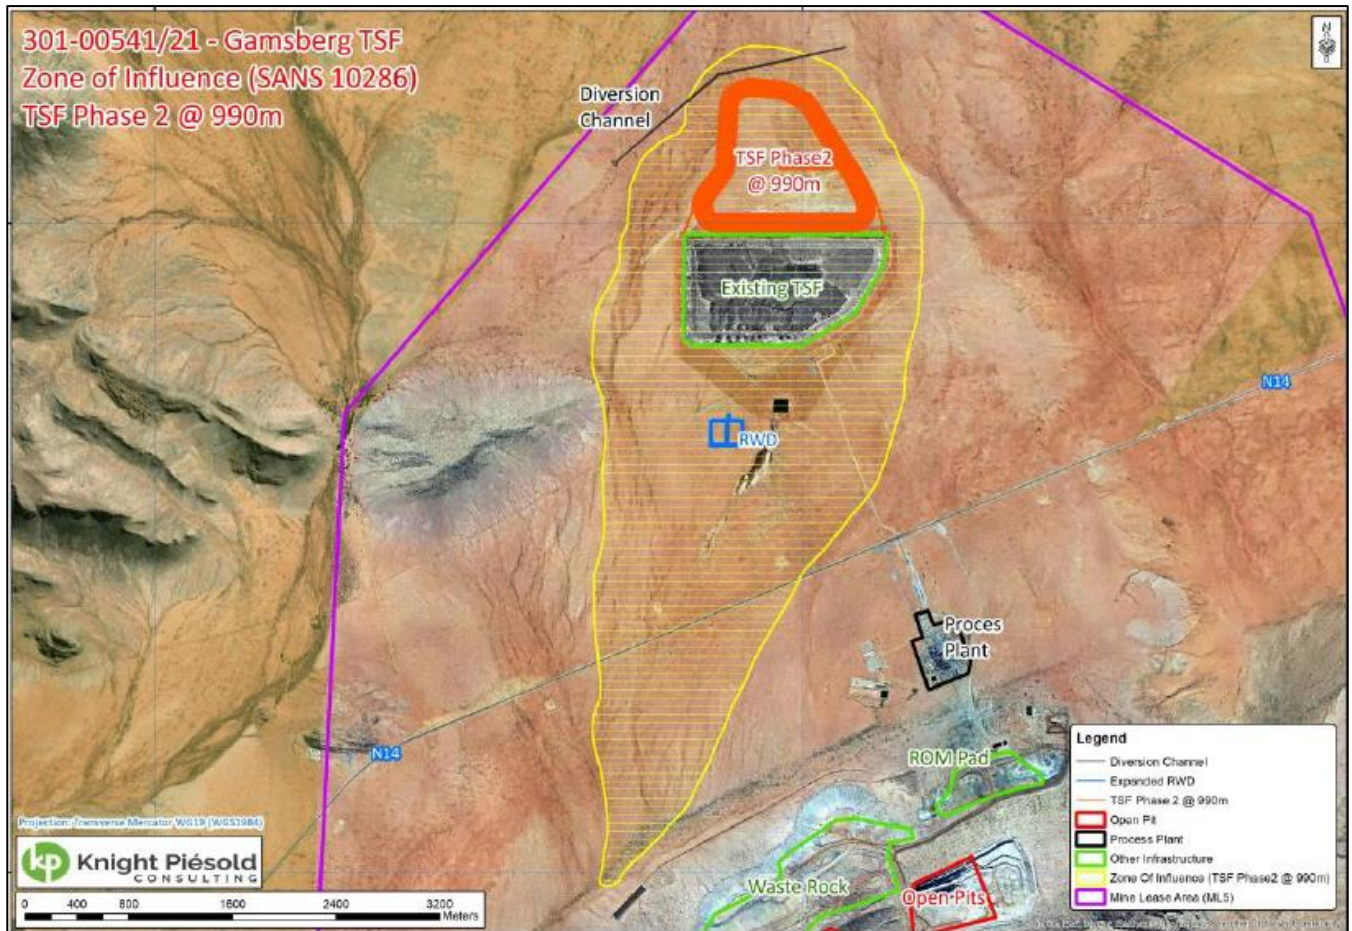 301-00541/21 - Gamsberg TSF
Zone of Influence (SANS 10286)
TSF Phase 2 @ 990m
N
Diversion
Channel
TSF Phase2
@ 990m
Existing TSF
RWD
N14
N14
Proces
Plant
ROM Pad
Waste Rock
Open Pits
Legend
Diversion Channel
Expanded RWD
TSF Phase 2 @ 990m
Open Pit
Process Plant
Other Infrastructure
Zone Of Influence (TSF Phase2 @ 990m)
Mine Lease Area (ML5)
Projection: Transverse Mercator WG19 (WGS1984)
kp Knight Piésold
CONSULTING
0 400 800 1600 2400 3200
Meters